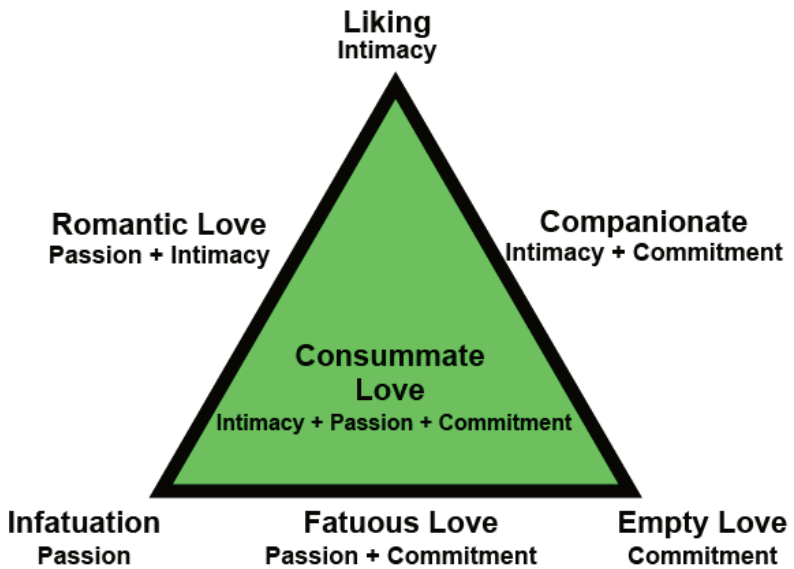 Liking
Intimacy
Romantic Love
Passion + Intimacy
Companionate
Intimacy + Commitment
Consummate
Love
Intimacy + Passion + Commitment
Infatuation
Passion
Fatuous Love
Passion + Commitment
Empty Love
Commitment